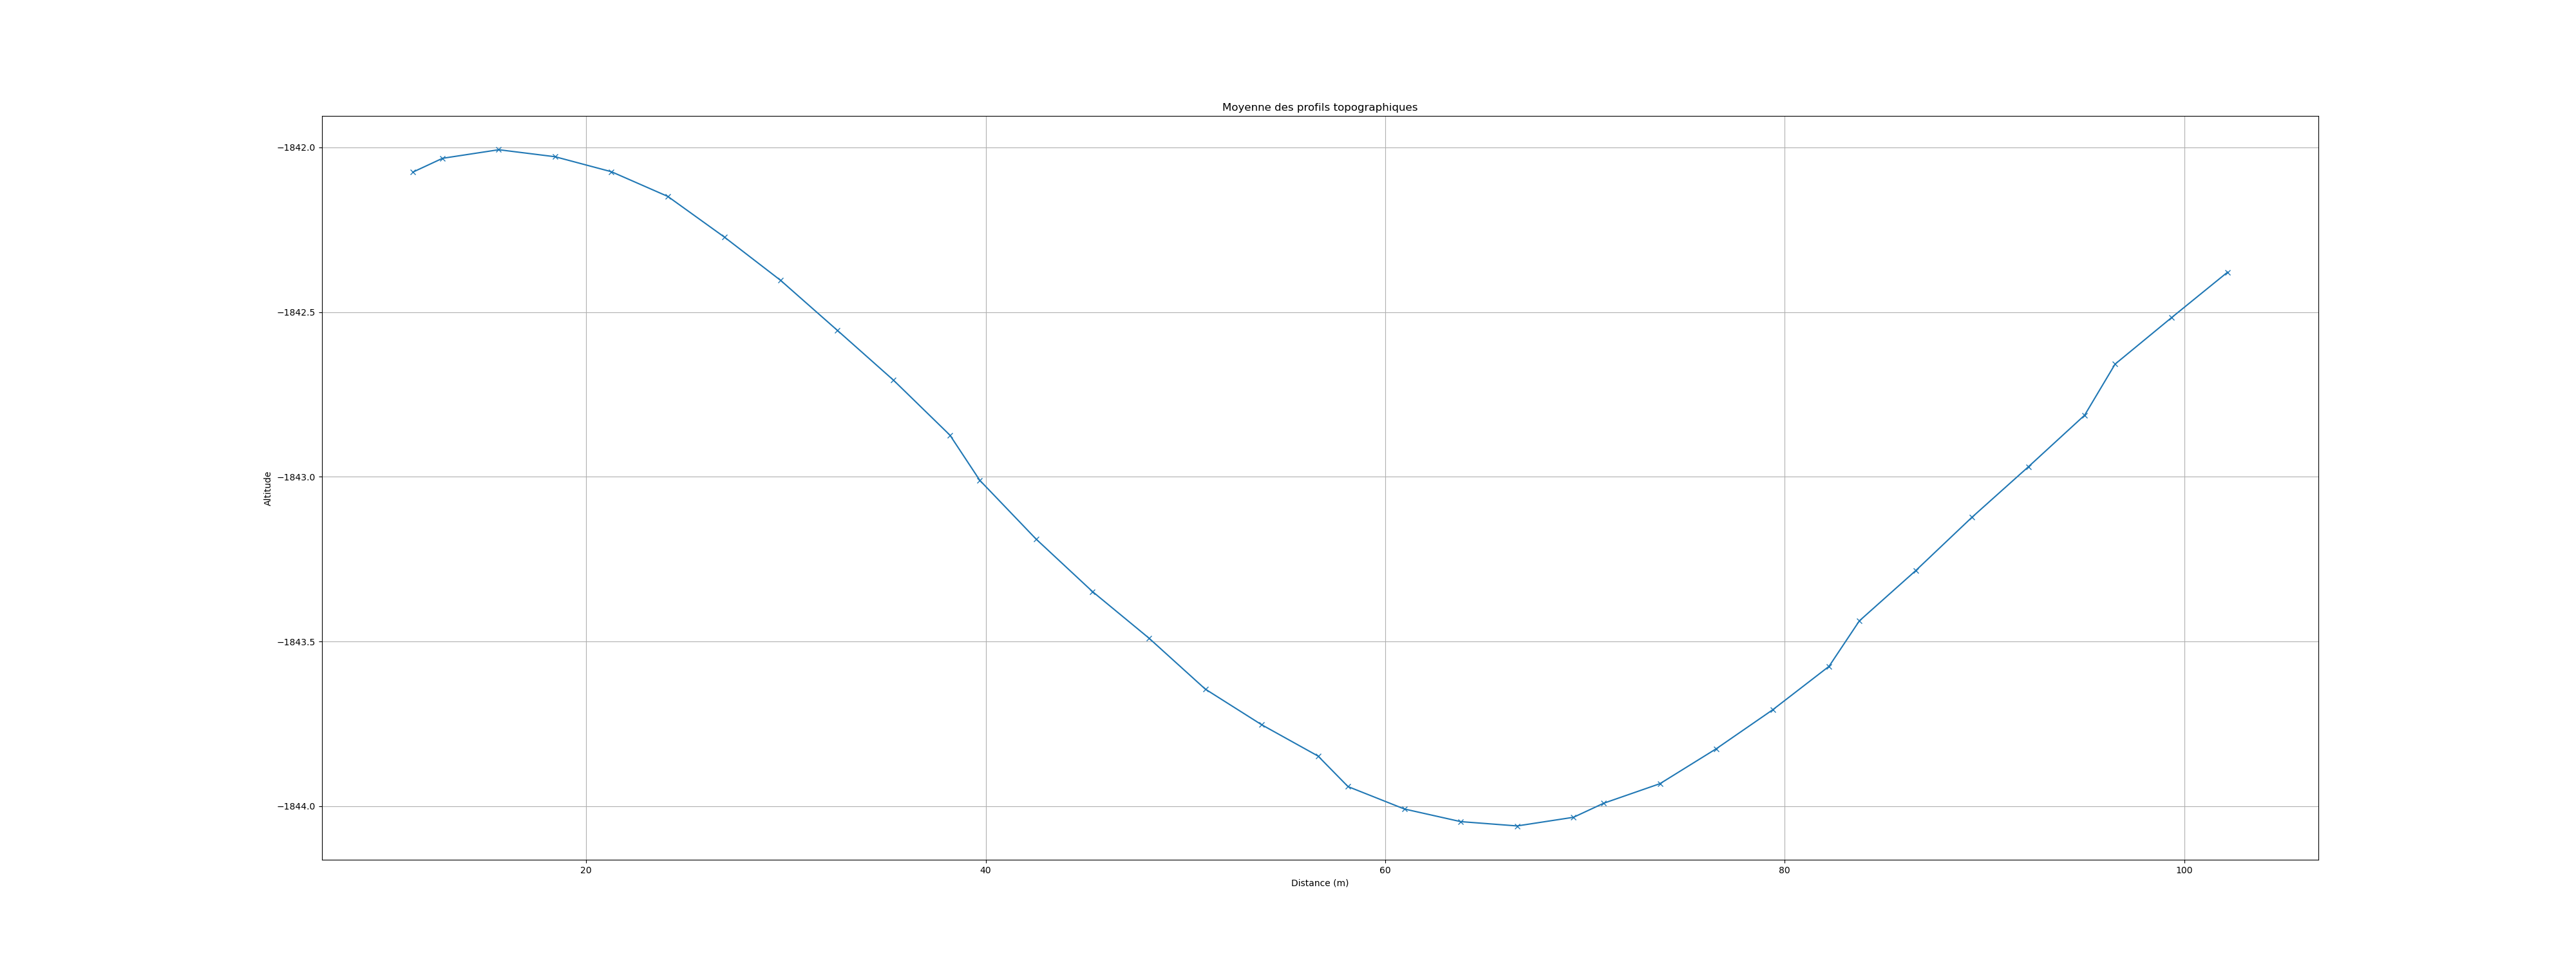 Moyenne des profils topographiques
Altitude
−1842.0
−1842.5
−1843.0
−1843.5
−1844.0
20 40 60 80 100
Distance (m)